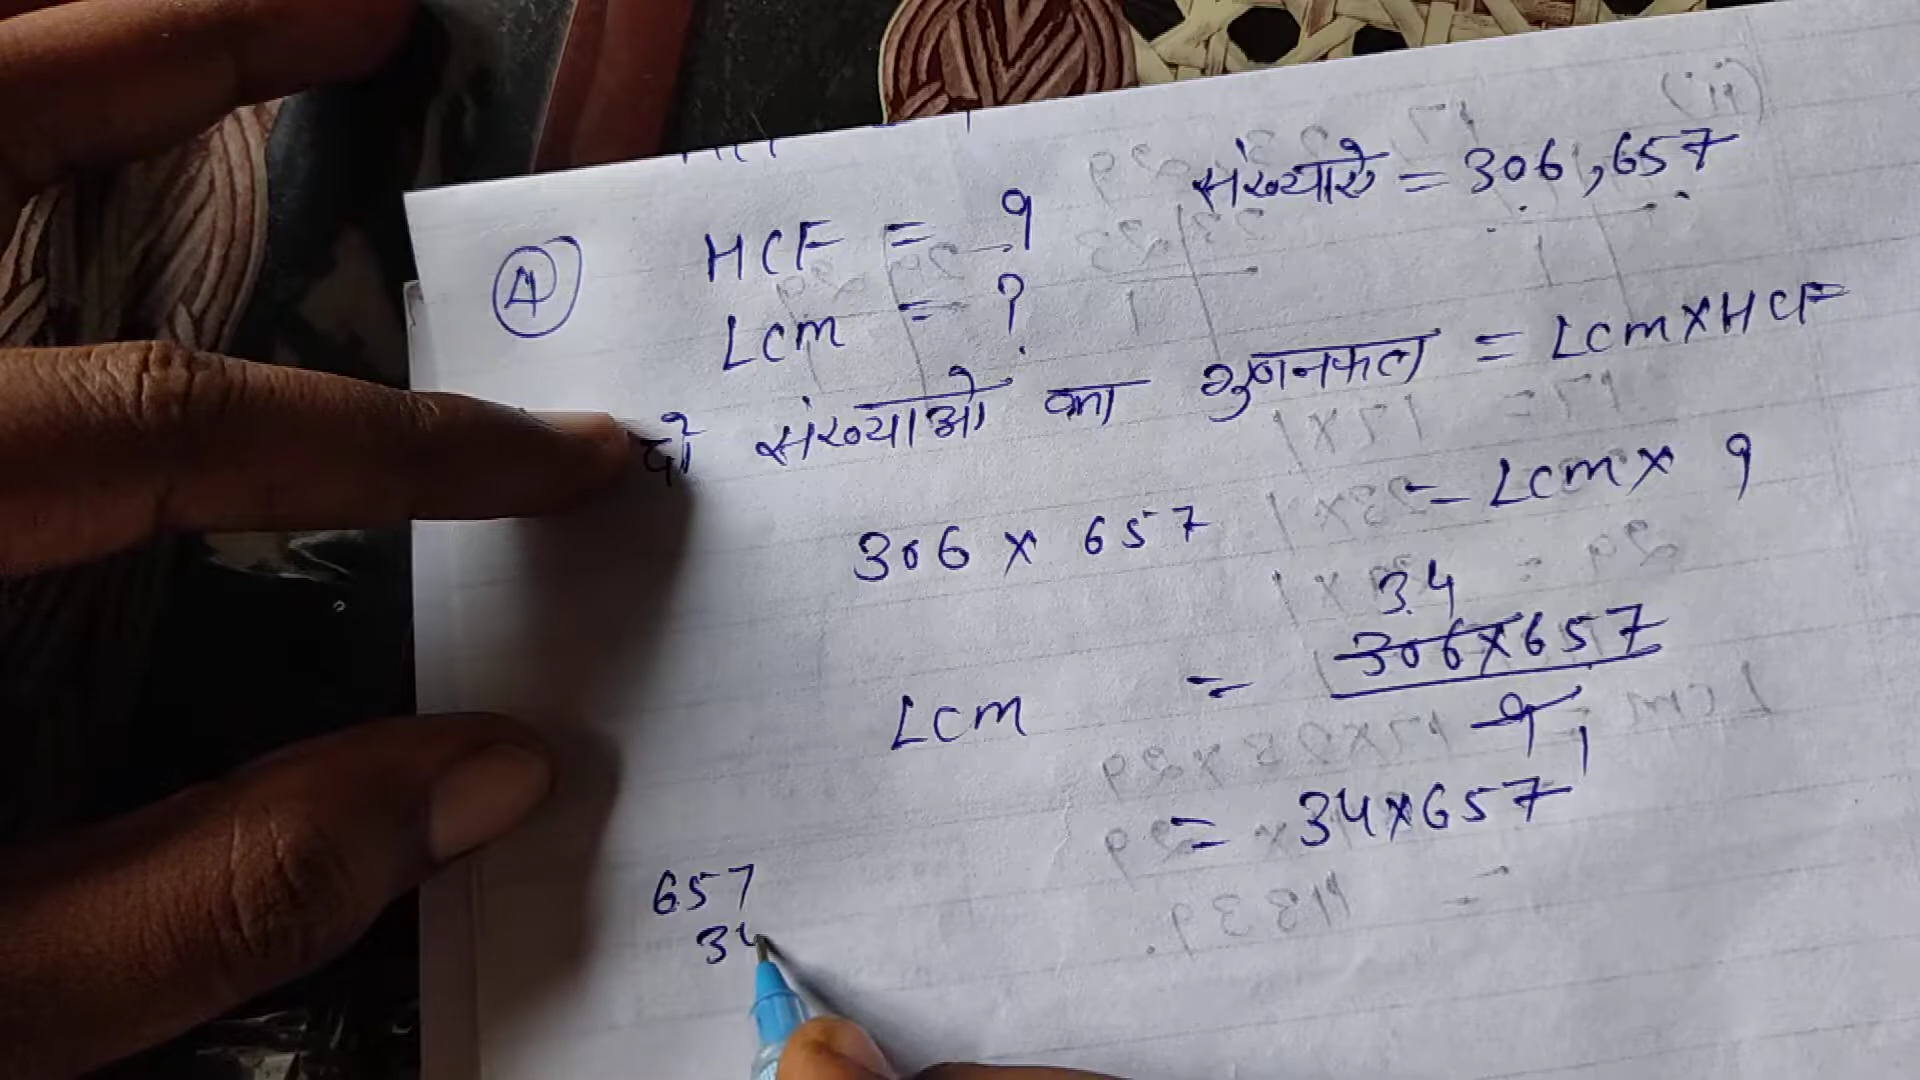 संख्याऐ = 306, 657
④ HCF = 9
LCM = ?
दो संख्याओ का गुणनफल = LCM × HCF
306 × 657 = LCM × 9
34
LCM = 306 × 657
9 1
= 34 × 657
657
34